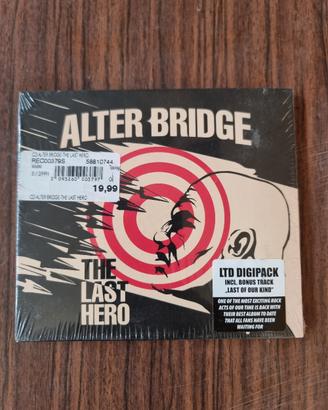 ALTER BRIDGE
CD ALTER BRIDGE-THE LAST HERO
REC00379S 58810744
19,99
CD ALTER BRIDGE-THE LAST HERO
THE
LAST
HERO
LTD DIGIPACK
INCL. BONUS TRACK
„LAST OF OUR KIND"
ONE OF THE MOST EXCITING ROCK
ACTS OF OUR TIME IS BACK WITH
THEIR BEST ALBUM TO DATE
THAT ALL FANS HAVE BEEN
WAITING FOR